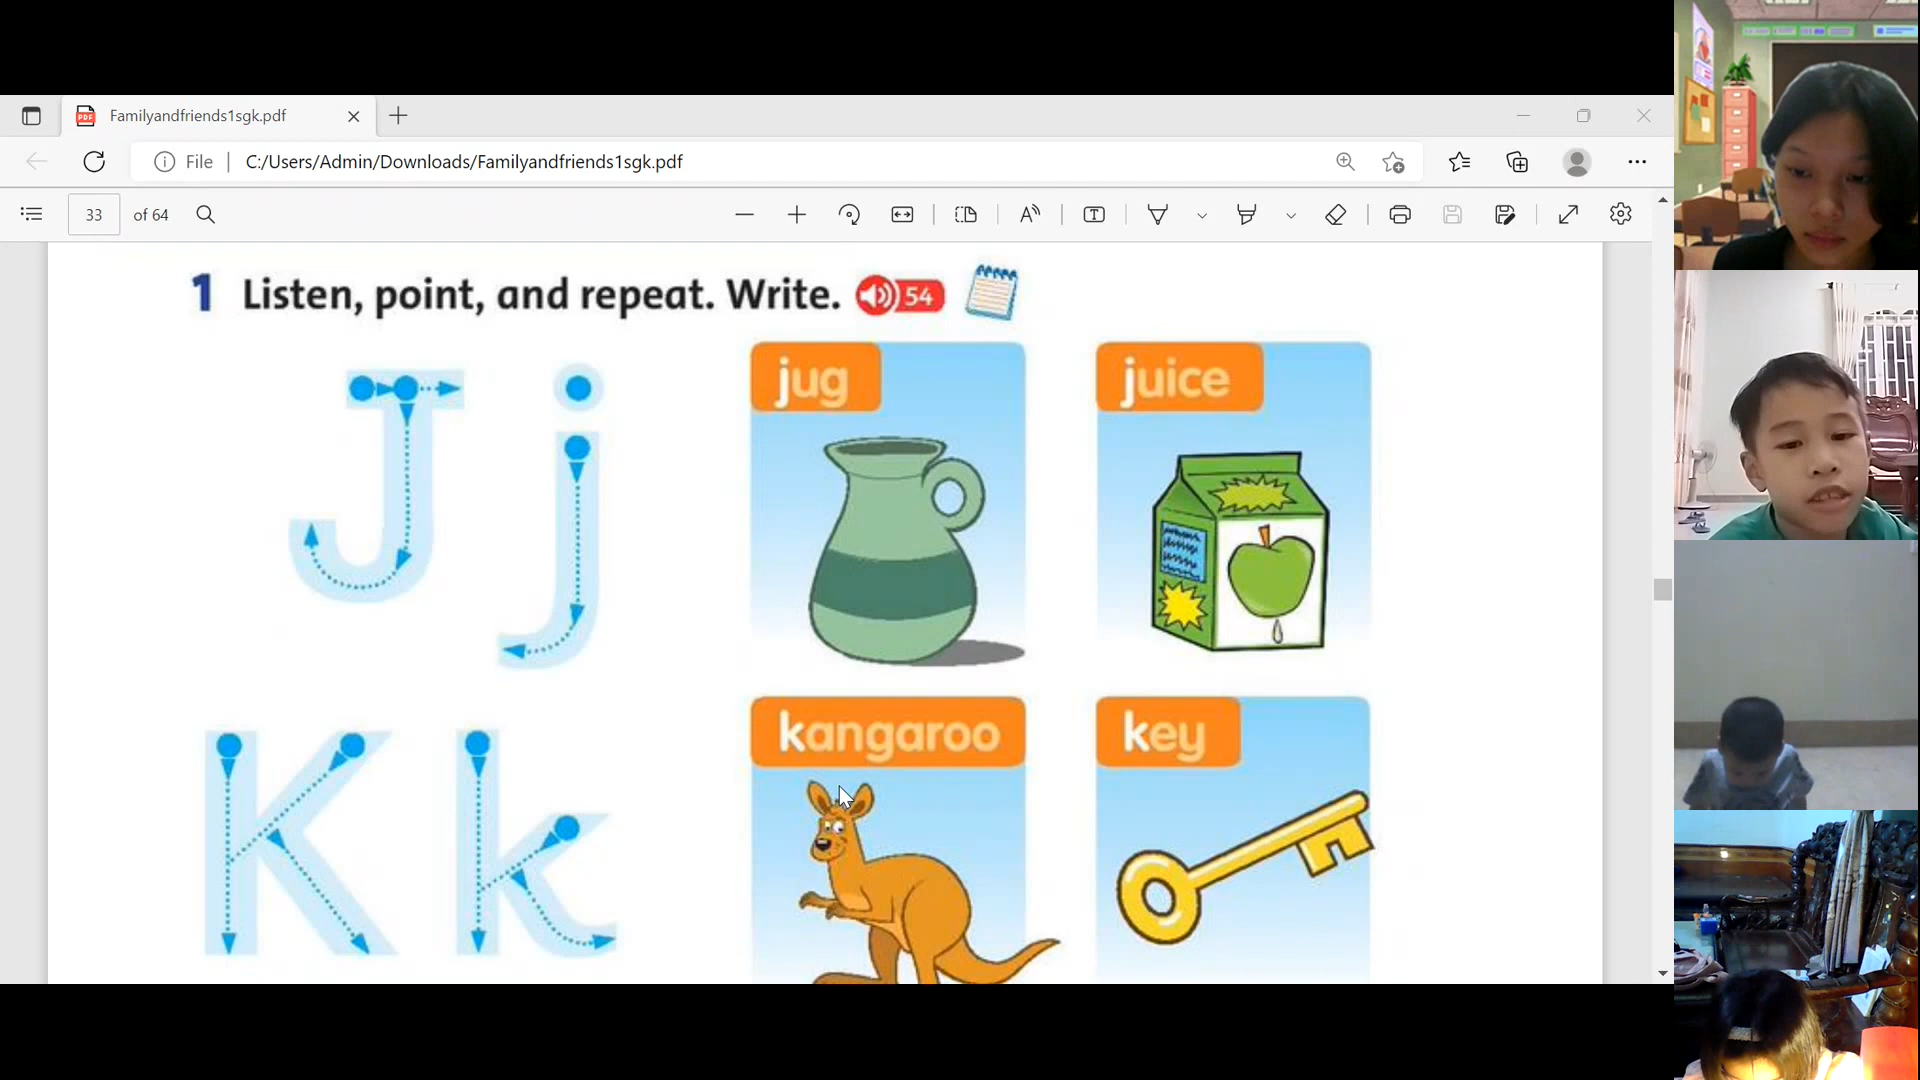 Familyandfriends1sgk.pdf
File | C:/Users/Admin/Downloads/Familyandfriends1sgk.pdf
33 of 64
1 Listen, point, and repeat. Write. 54
J j
jug
juice
K k
kangaroo
key